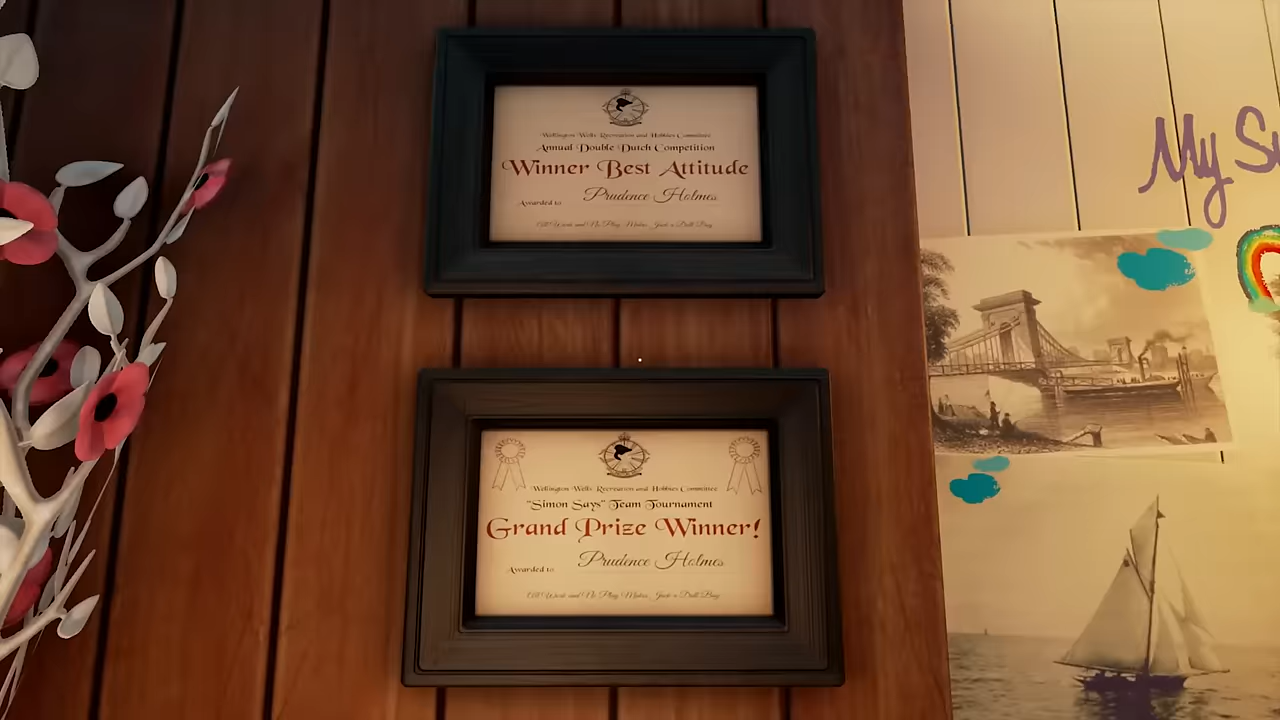 Wellington Wells Recreation and Hobbies Committee
Annual Double Dutch Competition
Winner Best Attitude
Awarded to Prudence Holmes
All Work and No Play Makes Jack a Dull Boy
Wellington Wells Recreation and Hobbies Committee
"Simon Says" Team Tournament
Grand Prize Winner!
Awarded to Prudence Holmes
All Work and No Play Makes Jack a Dull Boy
My